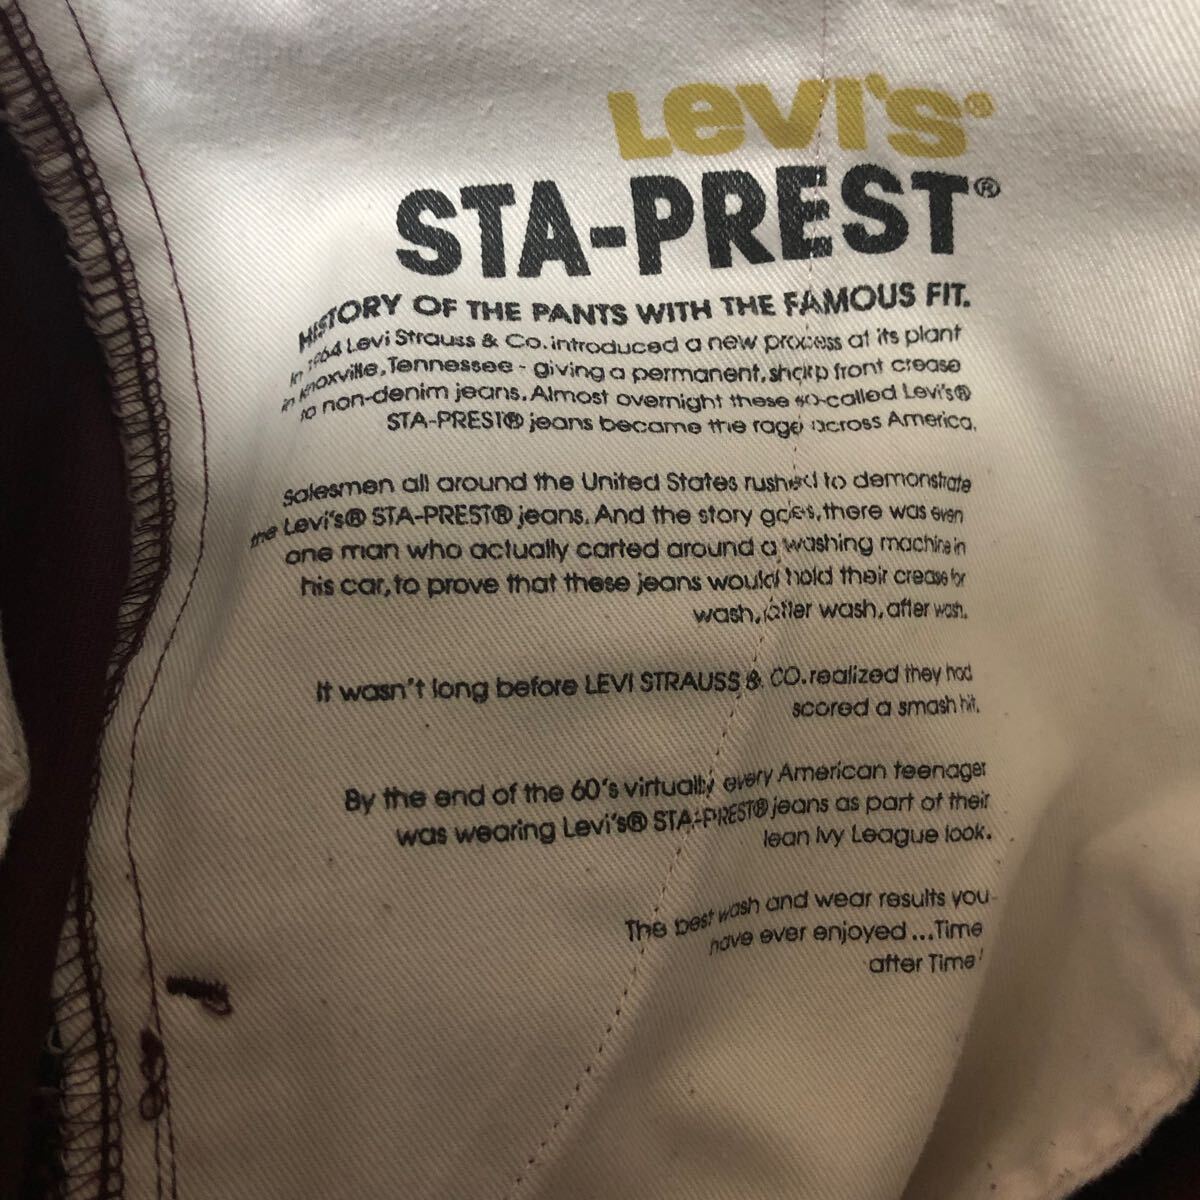 Levi's®
STA-PREST®
HISTORY OF THE PANTS WITH THE FAMOUS FIT.
In 1964 Levi Strauss & Co. introduced a new process at its plant
in Knoxville, Tennessee - giving a permanent, sharp front crease
to non-denim jeans. Almost overnight these so-called Levi's®
STA-PREST® jeans became the rage across America.
Salesmen all around the United States rushed to demonstrate
the Levi's® STA-PREST® jeans. And the story goes, there was even
one man who actually carted around a washing machine in
his car, to prove that these jeans would hold their crease for
wash, after wash, after wash.
It wasn't long before LEVI STRAUSS & CO. realized they had
scored a smash hit.
By the end of the 60's virtually every American teenager
was wearing Levi's® STA-PREST® jeans as part of their
lean Ivy League look.
The best wash and wear results you
have ever enjoyed ...Time
after Time!